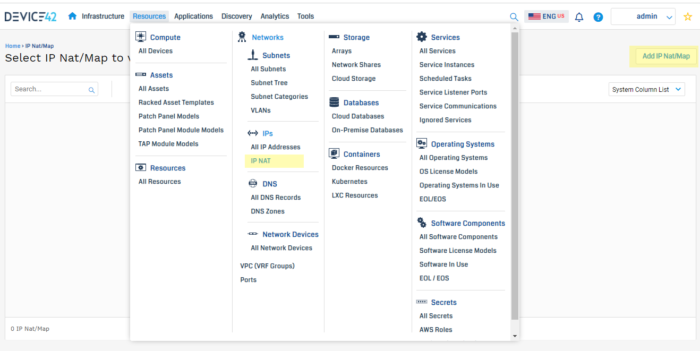 DEVICE42
Infrastructure Resources Applications Discovery Analytics Tools
ENG US
admin
Home › IP Nat/Map
Select IP Nat/Map to v
Add IP Nat/Map
Search...
System Column List
0 IP Nat/Map
Compute
All Devices
Assets
All Assets
Racked Asset Templates
Patch Panel Models
Patch Panel Module Models
TAP Module Models
Resources
All Resources
Networks
Subnets
All Subnets
Subnet Tree
Subnet Categories
VLANs
IPs
All IP Addresses
IP NAT
DNS
All DNS Records
DNS Zones
Network Devices
All Network Devices
VPC (VRF Groups)
Ports
Storage
Arrays
Network Shares
Cloud Storage
Databases
Cloud Databases
On-Premise Databases
Containers
Docker Resources
Kubernetes
LXC Resources
Services
All Services
Service Instances
Scheduled Tasks
Service Listener Ports
Service Communications
Ignored Services
Operating Systems
All Operating Systems
OS License Models
Operating Systems In Use
EOL/EOS
Software Components
All Software Components
Software License Models
Software In Use
EOL / EOS
Secrets
All Secrets
AWS Roles